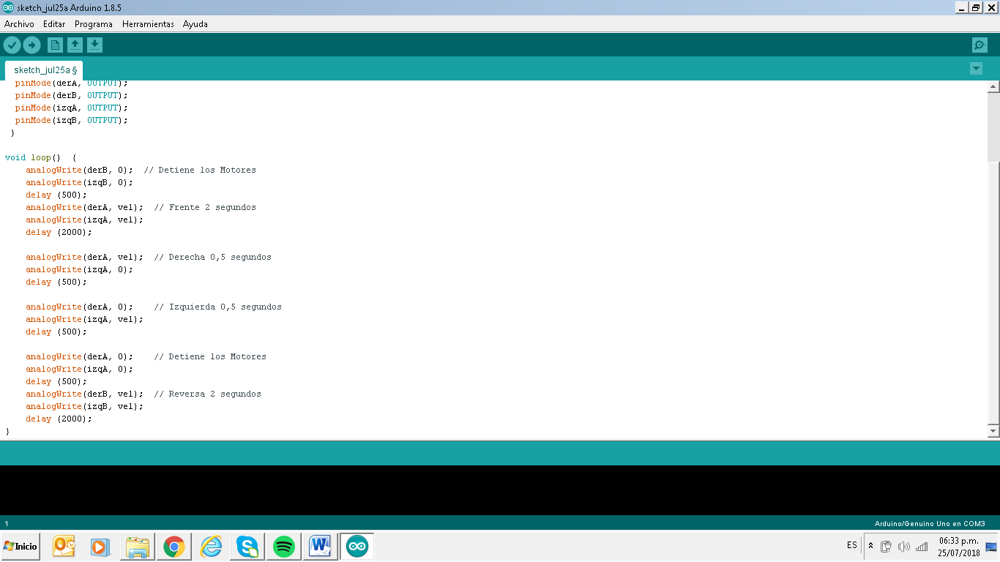 sketch_jul25a Arduino 1.8.5
Archivo Editar Programa Herramientas Ayuda
sketch_jul25a §
pinMode(derA, OUTPUT);
pinMode(derB, OUTPUT);
pinMode(izqA, OUTPUT);
pinMode(izqB, OUTPUT);
}
void loop()  {
analogWrite(derB, 0);  // Detiene los Motores
analogWrite(izqB, 0);
delay (500);
analogWrite(derA, vel);  // Frente 2 segundos
analogWrite(izqA, vel);
delay (2000);
analogWrite(derA, vel);  // Derecha 0,5 segundos
analogWrite(izqA, 0);
delay (500);
analogWrite(derA, 0);    // Izquierda 0,5 segundos
analogWrite(izqA, vel);
delay (500);
analogWrite(derA, 0);    // Detiene los Motores
analogWrite(izqA, 0);
delay (500);
analogWrite(derB, vel);  // Reversa 2 segundos
analogWrite(izqB, vel);
delay (2000);
}
1 Arduino/Genuino Uno en COM3
Inicio ES 06:33 p.m.
25/07/2018